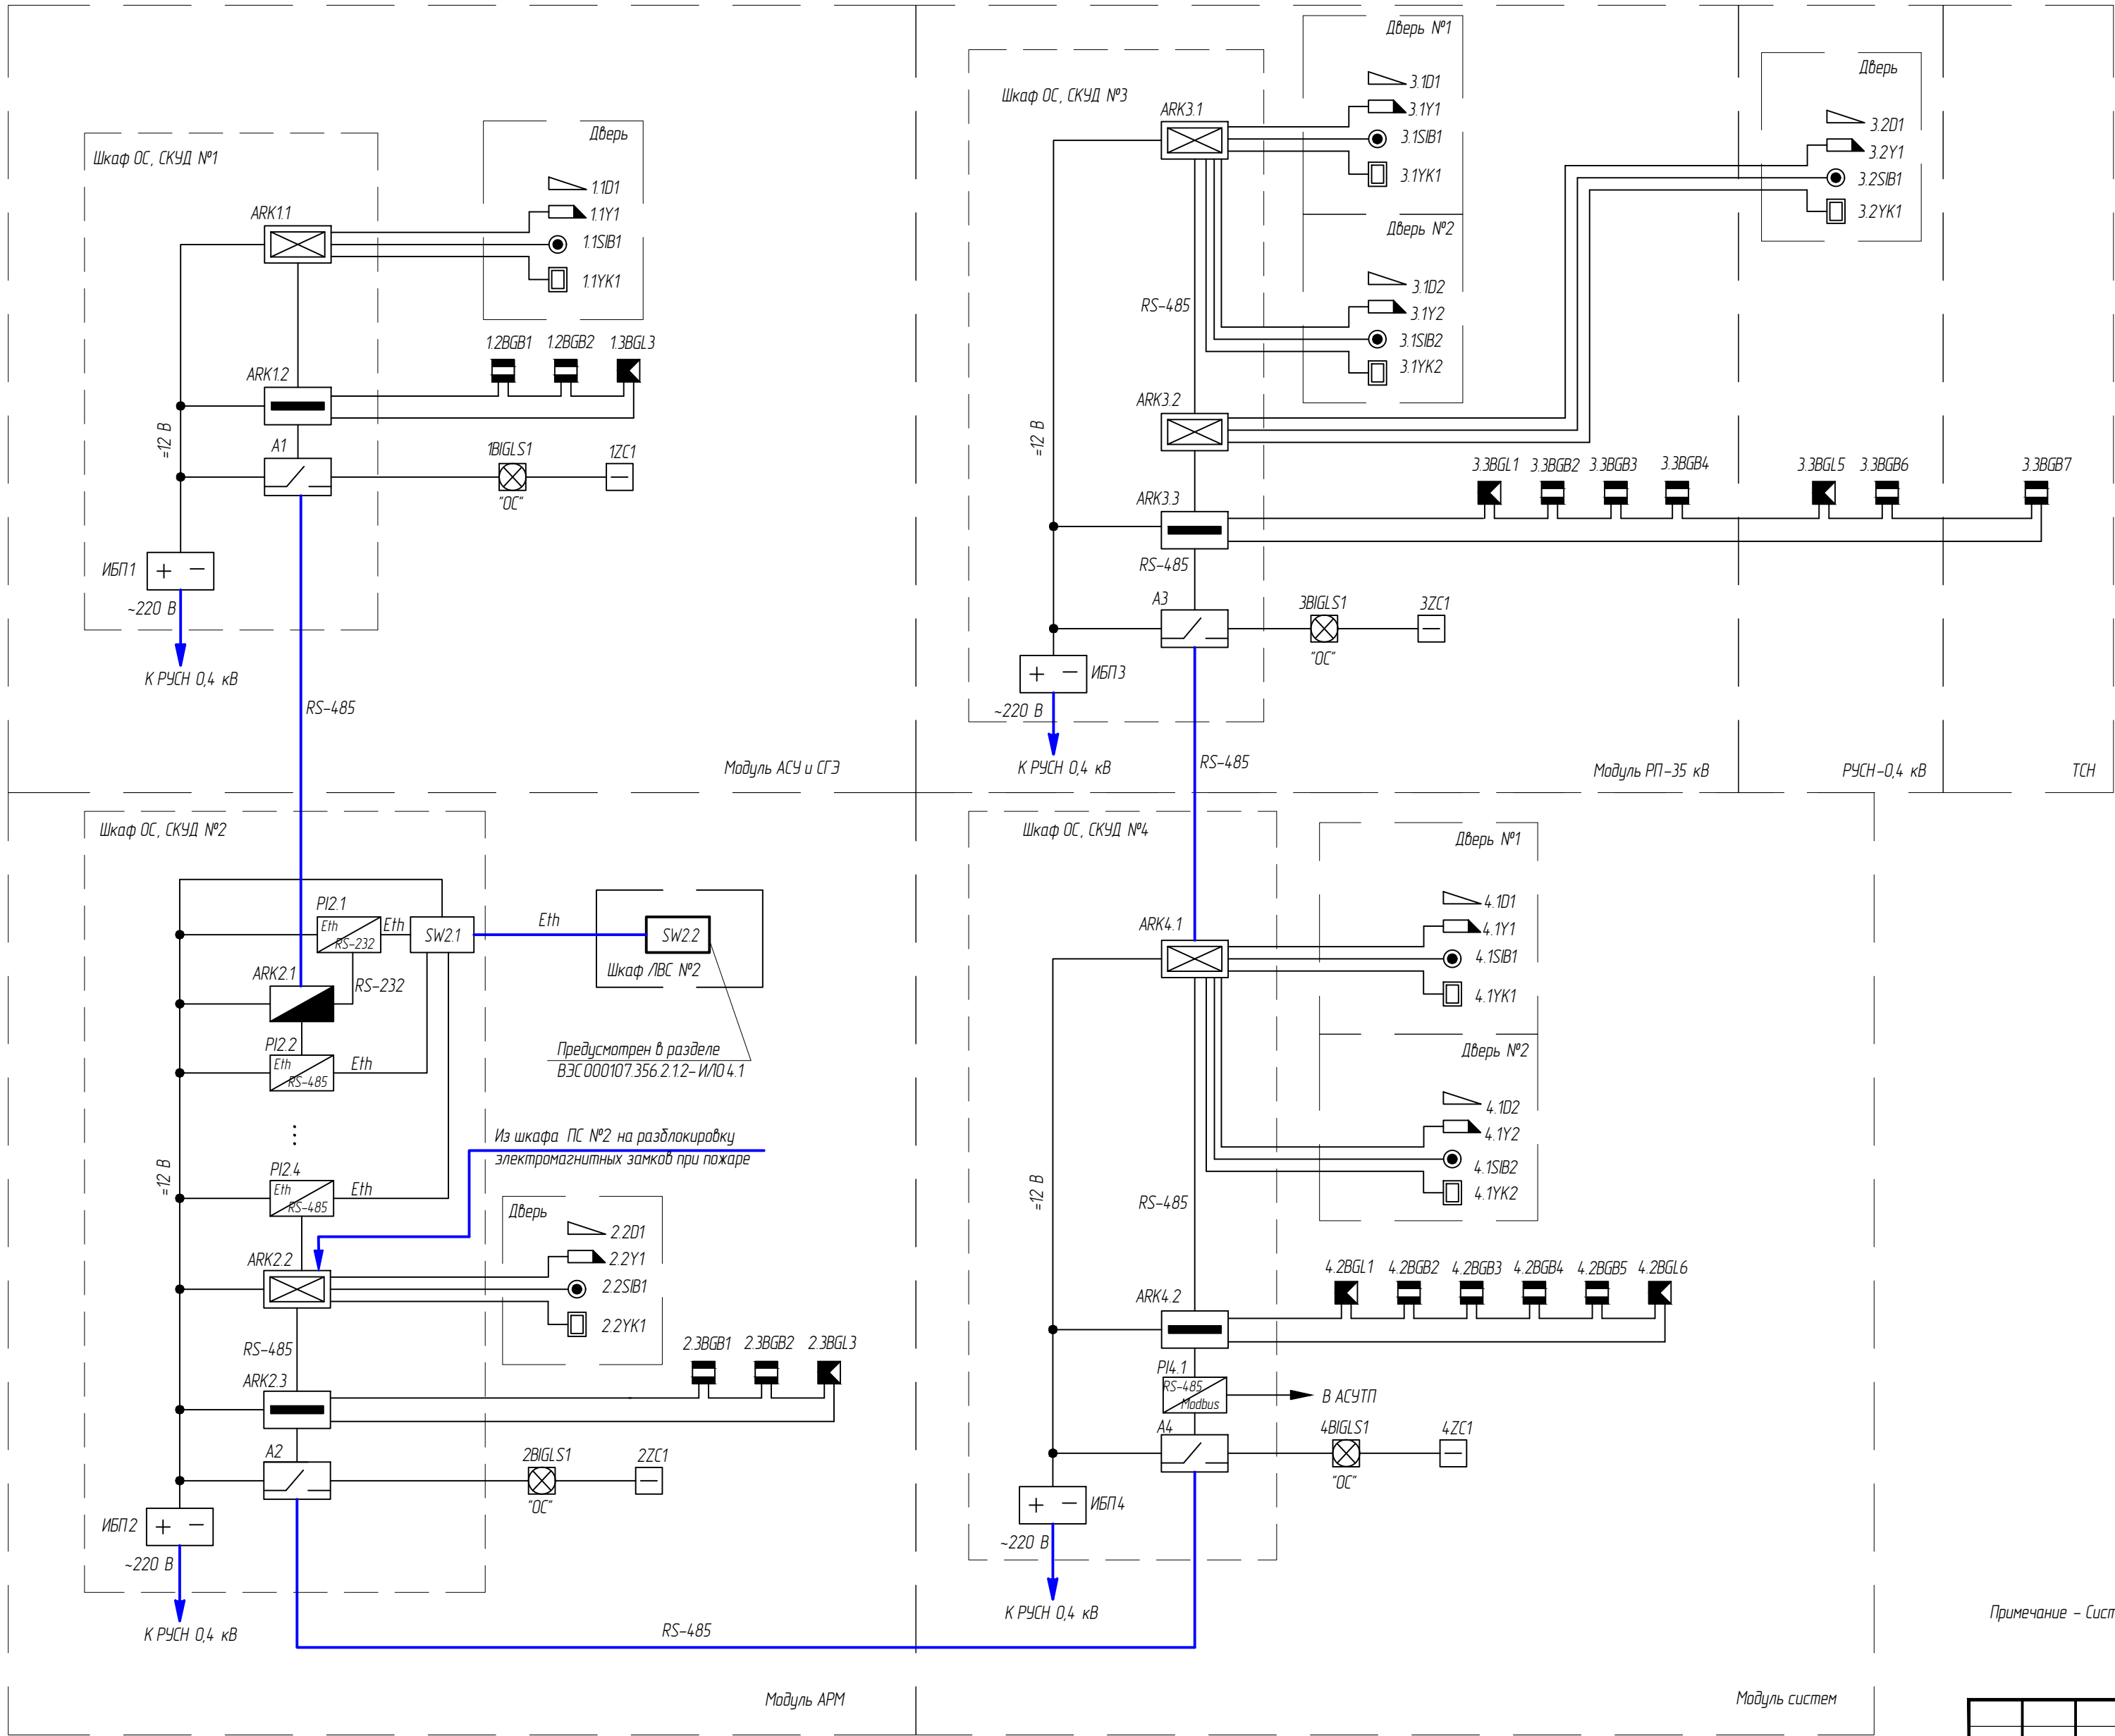 Шкаф ОС, СКУД №1
ARK1.1
Дверь
1.1D1
1.1Y1
1.1SIB1
1.1YK1
1.2BGB1
1.2BGB2
1.3BGL3
ARK1.2
=12 В
A1
1BIGLS1
1ZC1
"ОС"
ИБП1
+ −
~220 В
К РУСН 0,4 кВ
RS-485
Модуль АСУ и СГЭ
Шкаф ОС, СКУД №3
ARK3.1
Дверь №1
3.1D1
3.1Y1
3.1SIB1
3.1YK1
Дверь №2
3.1D2
3.1Y2
3.1SIB2
3.1YK2
RS-485
ARK3.2
=12 В
ARK3.3
3.3BGL1
3.3BGB2
3.3BGB3
3.3BGB4
3.3BGL5
3.3BGB6
3.3BGB7
RS-485
A3
3BIGLS1
3ZC1
"ОС"
ИБП3
+ −
~220 В
К РУСН 0,4 кВ
RS-485
Модуль РП-35 кВ
Дверь
3.2D1
3.2Y1
3.2SIB1
3.2YK1
РУСН-0,4 кВ
ТСН
Шкаф ОС, СКУД №2
PI2.1
Eth
RS-232
Eth
SW2.1
Eth
SW2.2
Шкаф ЛВС №2
ARK2.1
RS-232
PI2.2
Eth
RS-485
Eth
Предусмотрен в разделе
ВЭС000107.356.2.1.2-ИЛО4.1
Из шкафа ПС №2 на разблокировку
электромагнитных замков при пожаре
=12 В
PI2.4
Eth
RS-485
Eth
Дверь
2.2D1
2.2Y1
2.2SIB1
2.2YK1
ARK2.2
RS-485
2.3BGB1
2.3BGB2
2.3BGL3
ARK2.3
A2
2BIGLS1
2ZC1
"ОС"
ИБП2
+ −
~220 В
К РУСН 0,4 кВ
RS-485
Модуль АРМ
Шкаф ОС, СКУД №4
ARK4.1
Дверь №1
4.1D1
4.1Y1
4.1SIB1
4.1YK1
Дверь №2
4.1D2
4.1Y2
4.1SIB2
4.1YK2
=12 В
RS-485
4.2BGL1
4.2BGB2
4.2BGB3
4.2BGB4
4.2BGB5
4.2BGL6
ARK4.2
PI4.1
RS-485
Modbus
В АСУТП
A4
4BIGLS1
4ZC1
"ОС"
ИБП4
+ −
~220 В
К РУСН 0,4 кВ
Модуль систем
Примечание - Сист